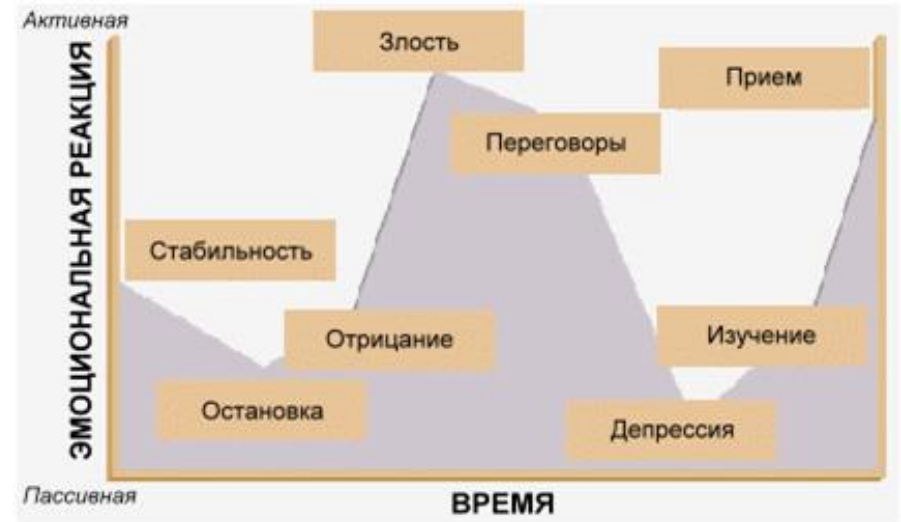 Активная
Злость
Прием
Переговоры
Стабильность
Отрицание
Изучение
Остановка
Депрессия
ЭМОЦИОНАЛЬНАЯ РЕАКЦИЯ
Пассивная
ВРЕМЯ